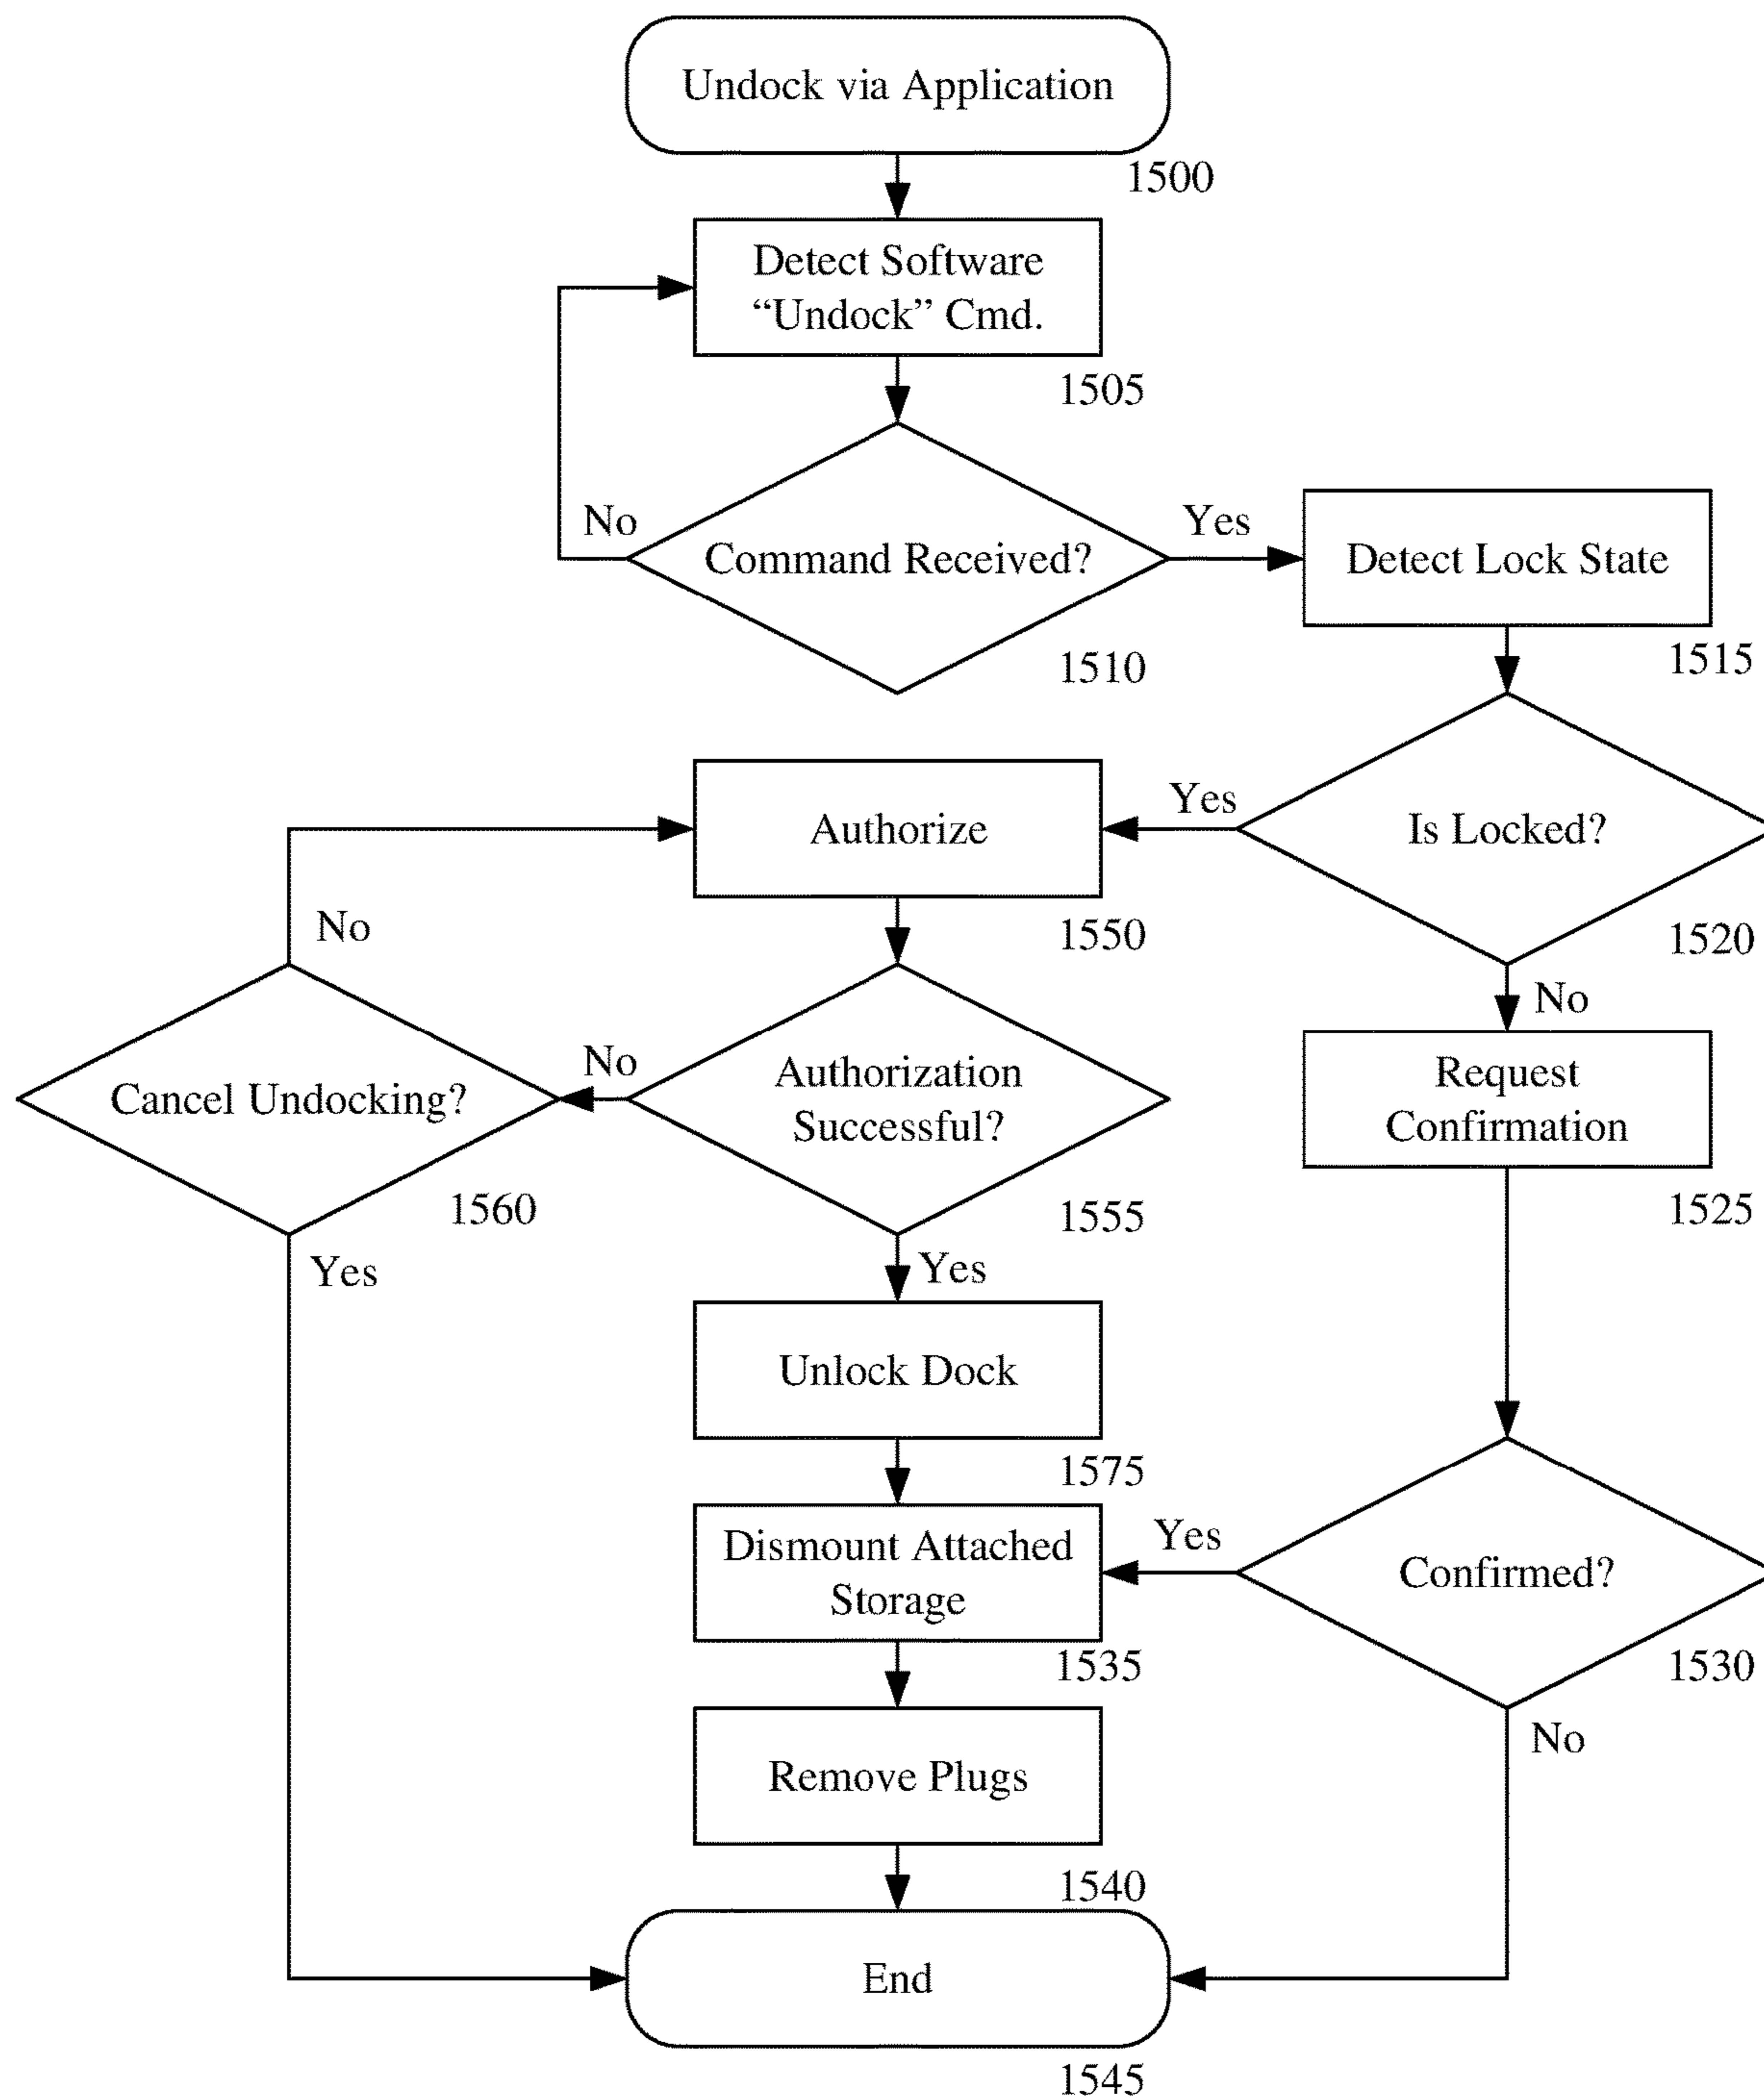 Undock via Application
1500
Detect Software
“Undock” Cmd.
1505
No
Command Received?
Yes
1510
Detect Lock State
1515
Authorize
Yes
Is Locked?
1550
1520
No
No
Cancel Undocking?
No
Authorization
Successful?
Request
Confirmation
1560
1555
1525
Yes
Yes
Unlock Dock
1575
Dismount Attached
Storage
Yes
Confirmed?
1535
1530
No
Remove Plugs
1540
End
1545